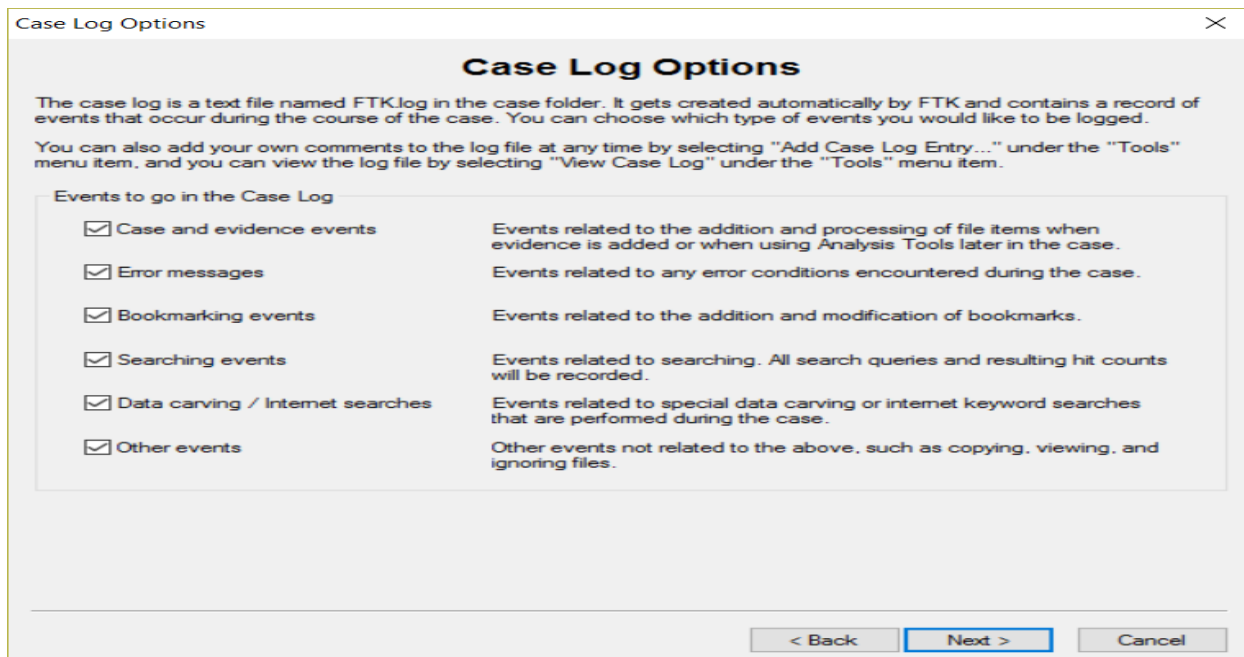 Case Log Options
Case Log Options
The case log is a text file named FTK.log in the case folder. It gets created automatically by FTK and contains a record of
events that occur during the course of the case. You can choose which type of events you would like to be logged.
You can also add your own comments to the log file at any time by selecting "Add Case Log Entry..." under the "Tools"
menu item, and you can view the log file by selecting "View Case Log" under the "Tools" menu item.
Events to go in the Case Log
Case and evidence events
Events related to the addition and processing of file items when
evidence is added or when using Analysis Tools later in the case.
Error messages
Events related to any error conditions encountered during the case.
Bookmarking events
Events related to the addition and modification of bookmarks.
Searching events
Events related to searching. All search queries and resulting hit counts
will be recorded.
Data carving / Internet searches
Events related to special data carving or internet keyword searches
that are performed during the case.
Other events
Other events not related to the above, such as copying, viewing, and
ignoring files.
< Back
Next >
Cancel